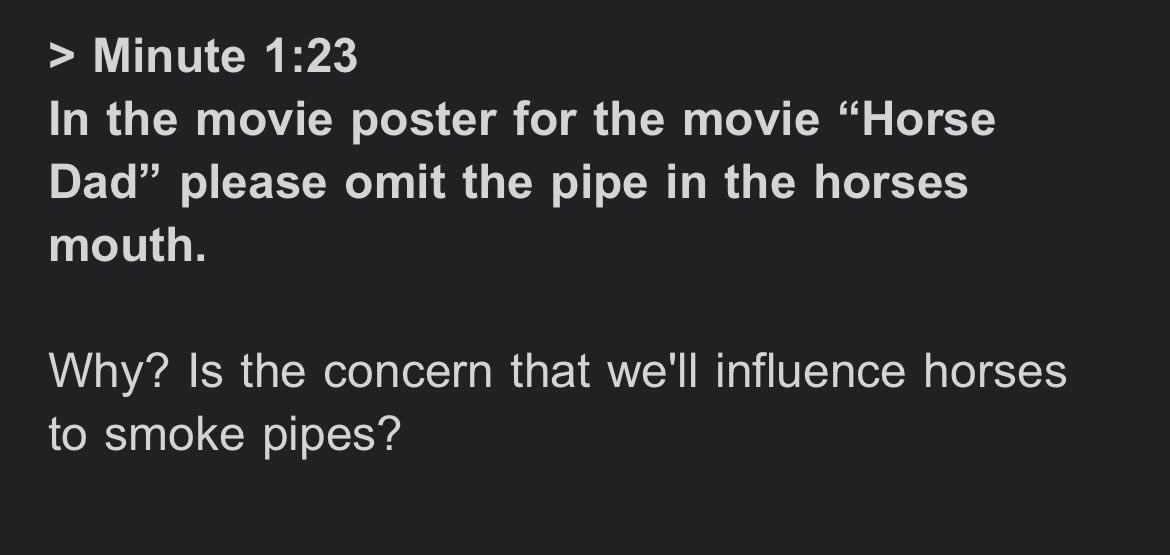 > Minute 1:23
In the movie poster for the movie “Horse
Dad” please omit the pipe in the horses
mouth.
Why? Is the concern that we'll influence horses
to smoke pipes?